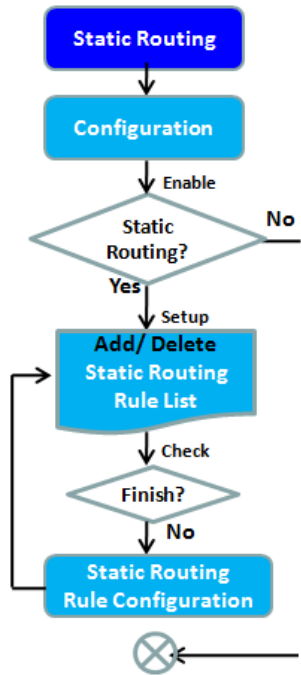 Static Routing
Configuration
Enable
Static
Routing?
No
Yes
Setup
Add/ Delete
Static Routing
Rule List
Check
Finish?
No
Static Routing
Rule Configuration